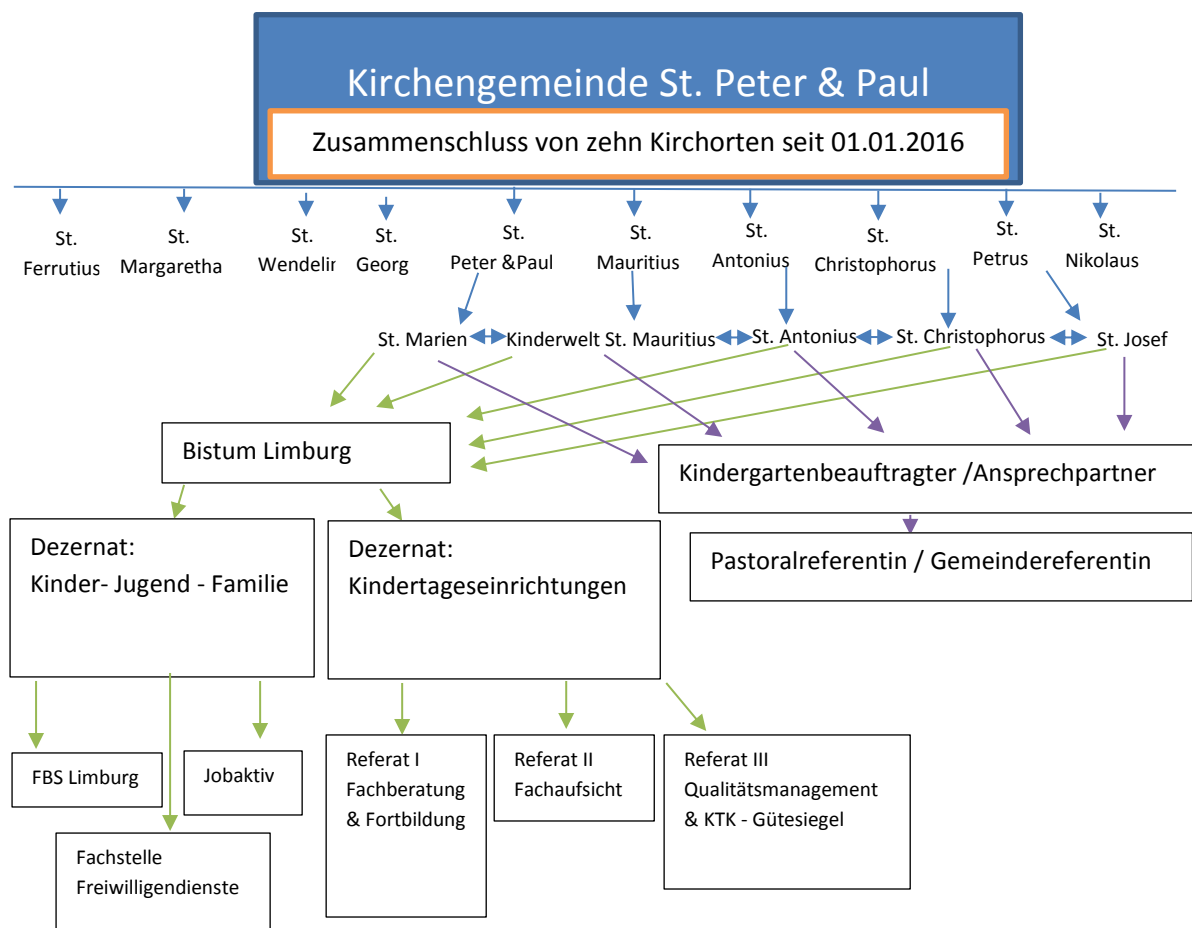 Kirchengemeinde St. Peter & Paul
Zusammenschluss von zehn Kirchorten seit 01.01.2016
St.
Ferrutius
St.
Margaretha
St.
Wendelin
St.
Georg
St.
Peter &Paul
St.
Mauritius
St.
Antonius
St.
Christophorus
St.
Petrus
St.
Nikolaus
St. Marien
Kinderwelt St. Mauritius
St. Antonius
St. Christophorus
St. Josef
Bistum Limburg
Kindergartenbeauftragter /Ansprechpartner
Pastoralreferentin / Gemeindereferentin
Dezernat:
Kinder- Jugend - Familie
Dezernat:
Kindertageseinrichtungen
FBS Limburg
Jobaktiv
Fachstelle
Freiwilligendienste
Referat I
Fachberatung
& Fortbildung
Referat II
Fachaufsicht
Referat III
Qualitätsmanagement
& KTK - Gütesiegel